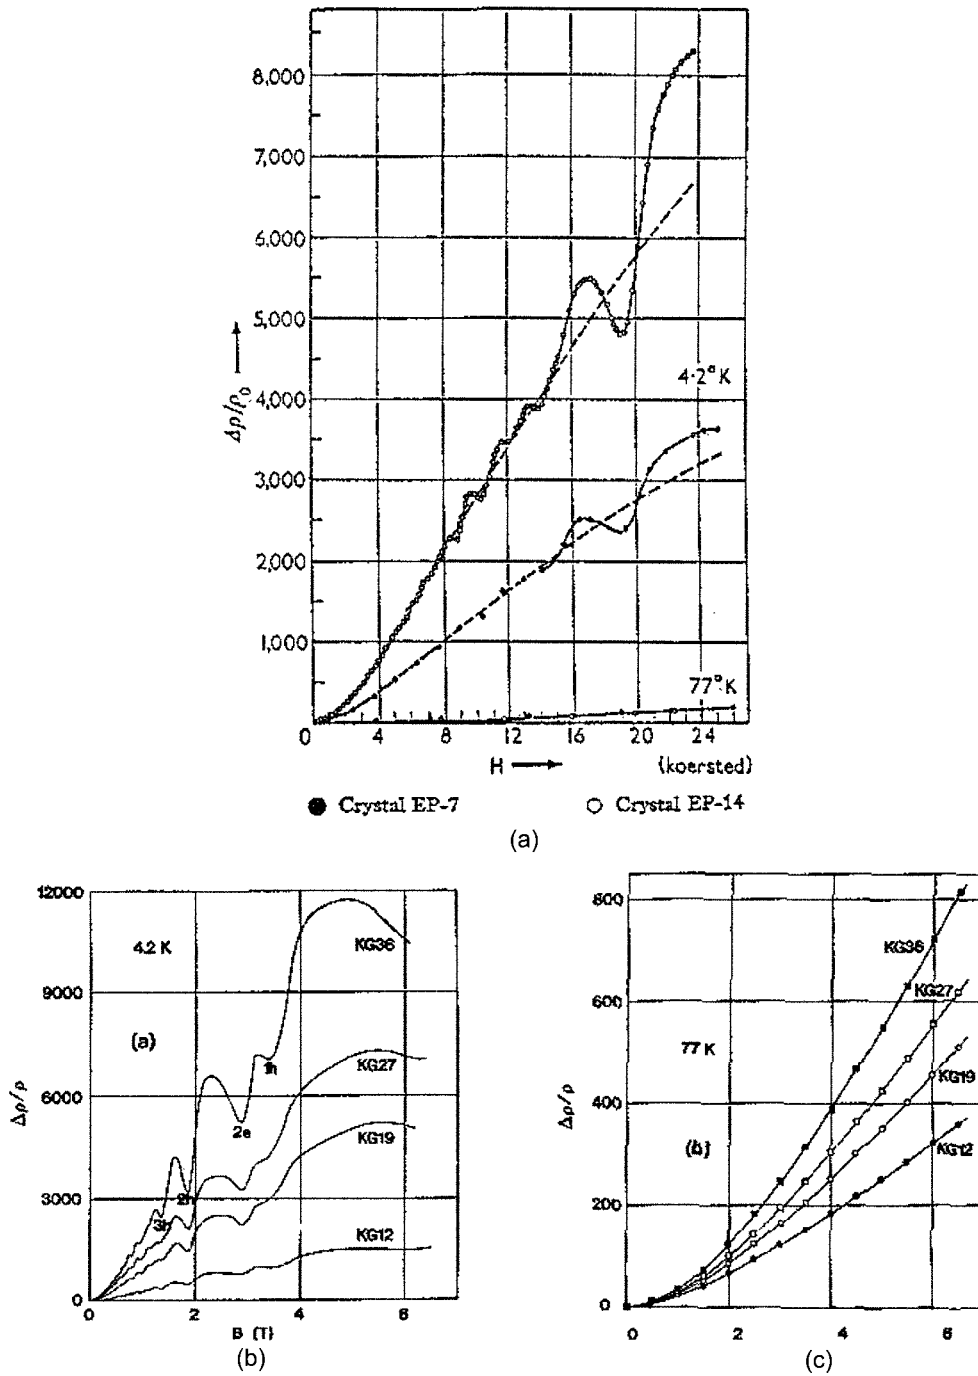 8,000
7,000
6,000
5,000
4,000
3,000
2,000
1,000
Δρ/ρ₀
4·2°K
77°K
0 4 8 12 16 20 24
H (koersted)
● Crystal EP-7 ○ Crystal EP-14
(a)
12000
9000
6000
3000
0
Δρ/ρ
4.2 K
(a)
KG36
KG27
KG19
KG12
1h
2e
2h
3h
0 2 4 6
B (T)
(b)
800
600
400
200
0
Δρ/ρ
77 K
(b)
KG36
KG27
KG19
KG12
0 2 4 6
(c)